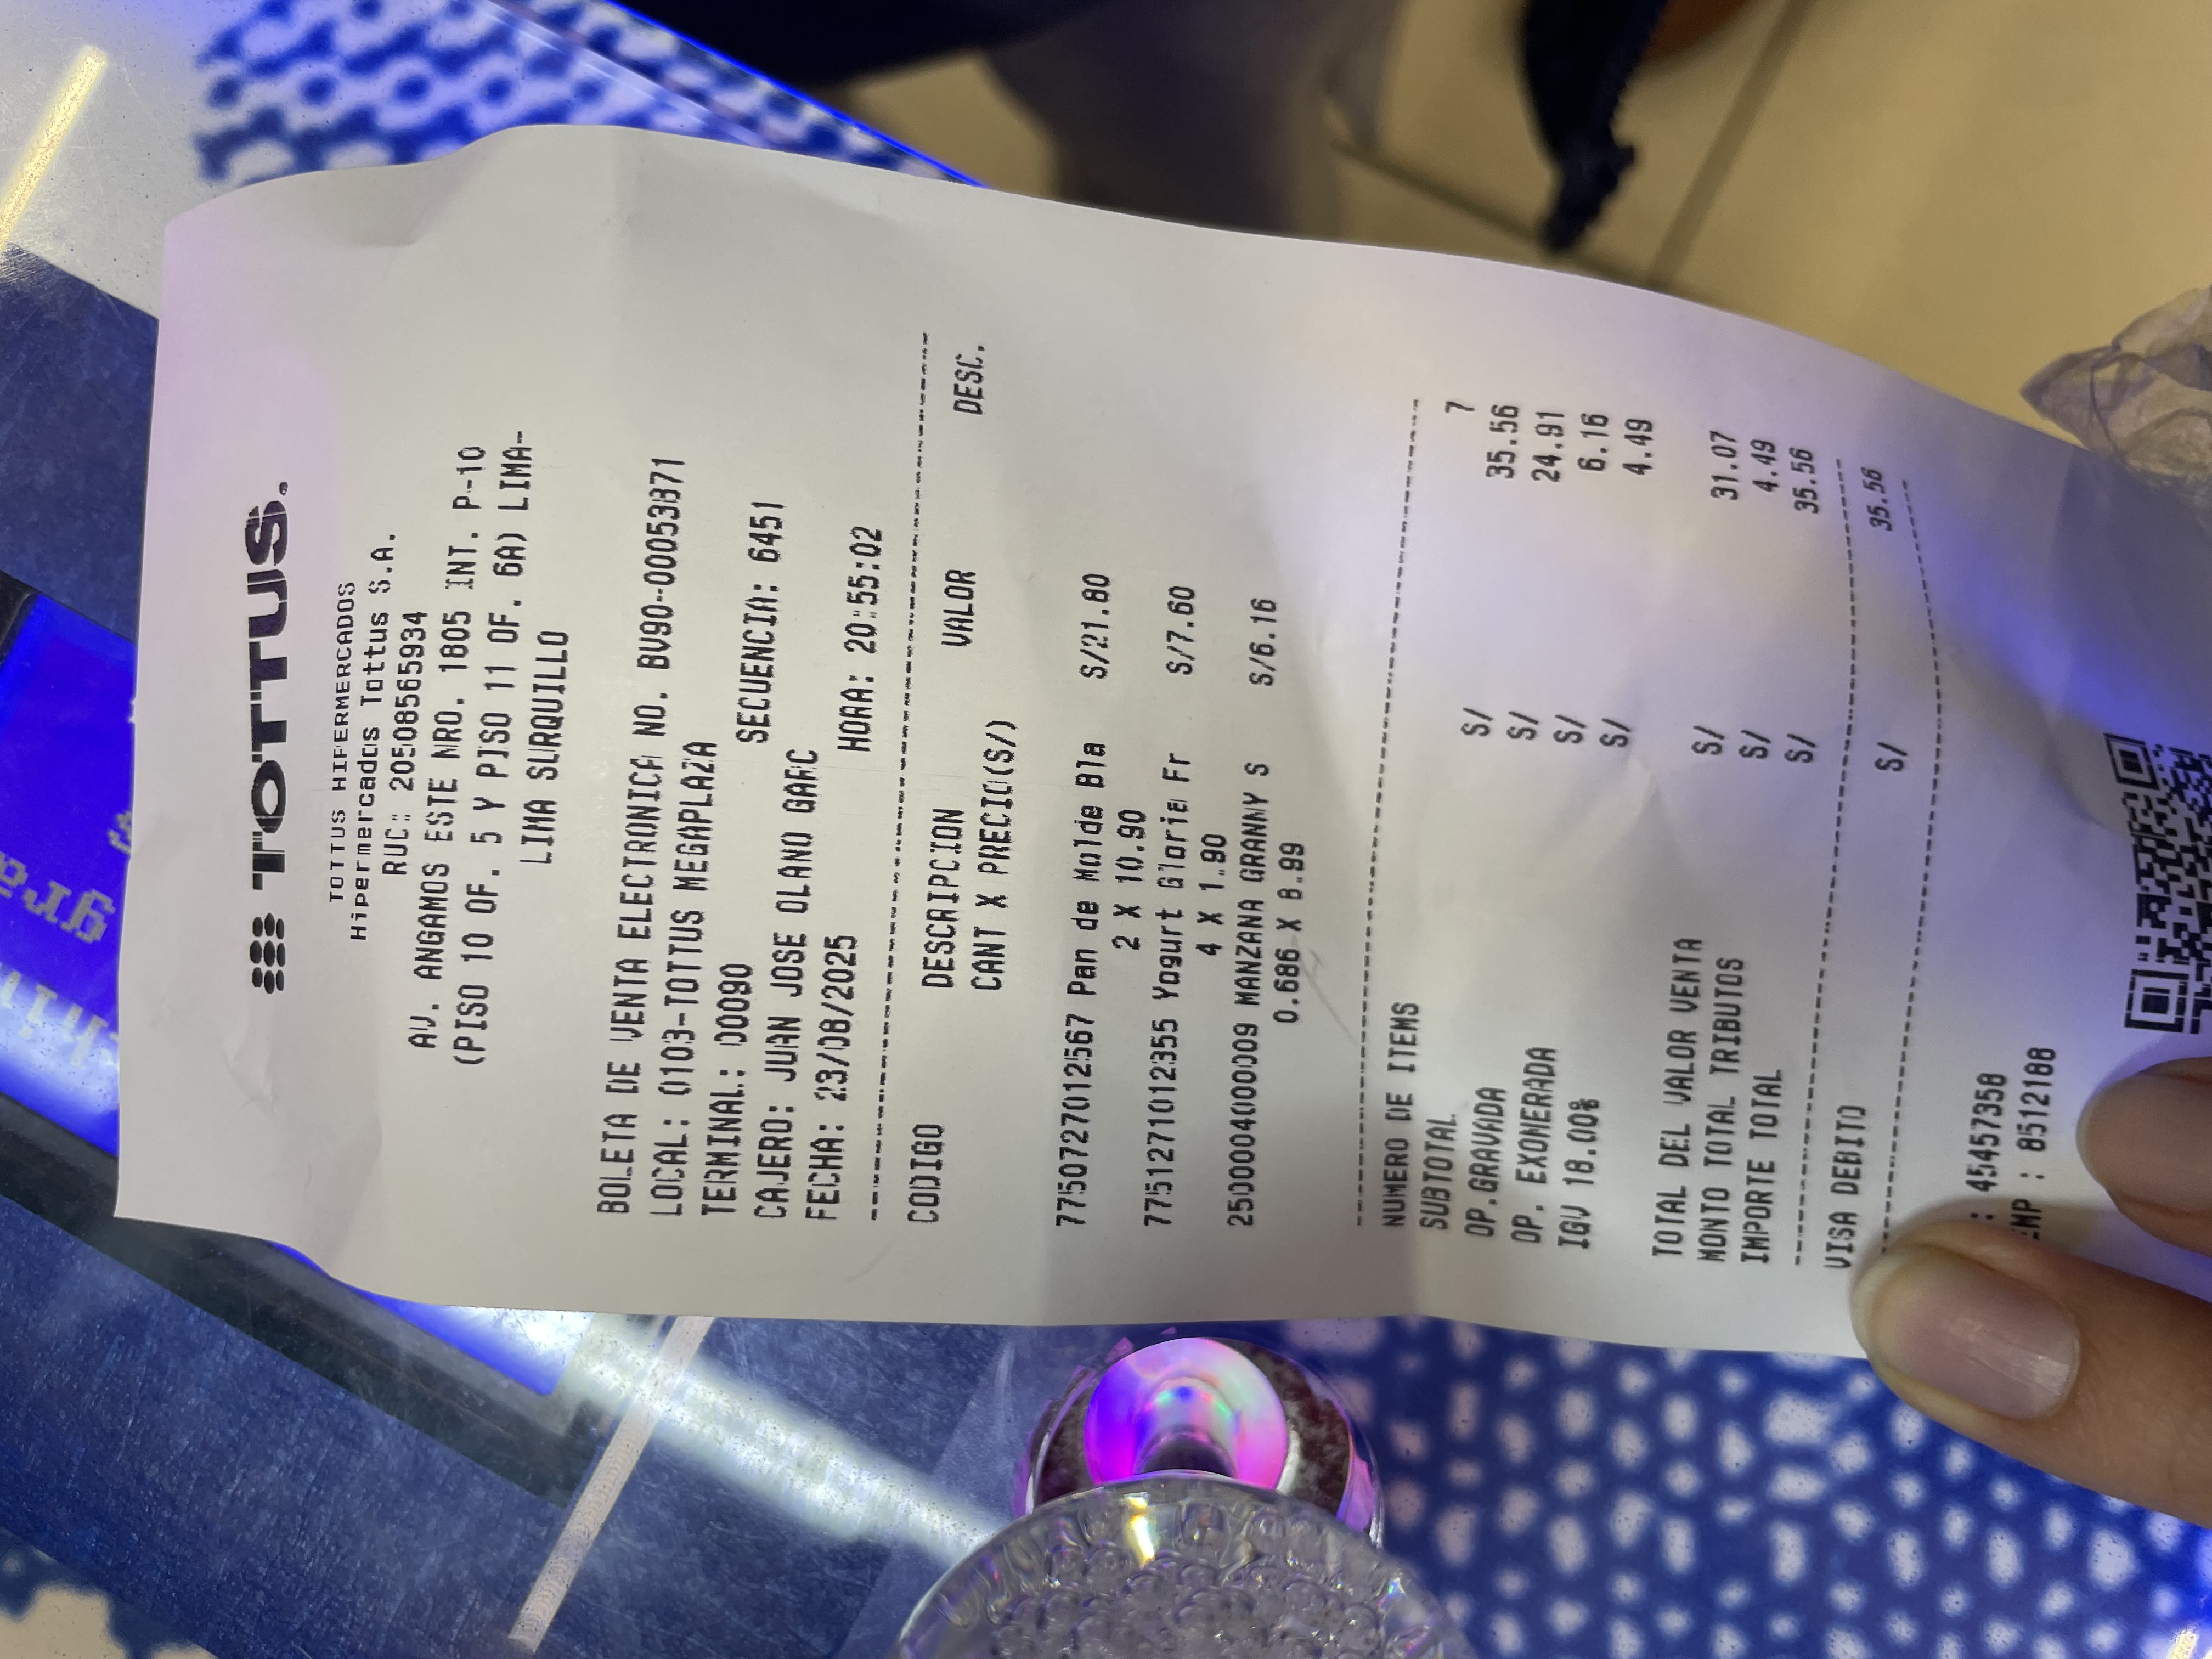 TOTTUS.
TOTTUS HIPERMERCADOS
Hipermercados Tottus S.A.
RUC: 20508565934
AV. ANGAMOS ESTE NRO. 1805 INT. P-10
(PISO 10 OF. 5 Y PISO 11 OF. 6A) LIMA-
LIMA SURQUILLO
BOLETA DE VENTA ELECTRONICA NO. BV90-00053871
LOCAL: 0103-TOTTUS MEGAPLAZA
TERMINAL: 00090 SECUENCIA: 6451
CAJERO: JUAN JOSE OLANO GARC
FECHA: 23/08/2025 HORA: 20:55:02
CODIGO DESCRIPCION VALOR DESC.
CANT X PRECIO(S/)
7750727012567 Pan de Molde Bla S/21.80
2 X 10.90
7751271012355 Yogurt Gloria Fr S/7.60
4 X 1.90
2500004000009 MANZANA GRANNY S S/6.16
0.686 X 8.99
NUMERO DE ITEMS 7
SUBTOTAL S/ 35.56
OP.GRAVADA S/ 24.91
OP. EXONERADA S/ 6.16
IGV 18.00% S/ 4.49
TOTAL DEL VALOR VENTA S/ 31.07
MONTO TOTAL TRIBUTOS S/ 4.49
IMPORTE TOTAL S/ 35.56
VISA DEBITO S/ 35.56
: 45457358
: 8512188